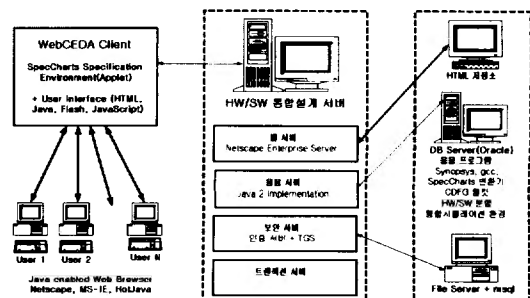 WebCEDA Client
SpecCharts Specification
Environment(Applet)
+ User Interface (HTML,
Java, Flash, JavaScript)
User 1
User 2
User N
Java enabled Web Browser
Netscape, MS-IE, HotJava
HW/SW 통합설계 서버
웹 서버
Netscape Enterprise Server
응용 서버
Java 2 Implementation
보안 서버
인증 서버 + TGS
트랜잭션 서버
HTML 저장소
DB Server(Oracle)
응용 프로그램
Synopsys, gcc,
SpecCharts 변환기
CDFG 툴킷
HW/SW 분할
통합시뮬레이션 환경
File Server + msql